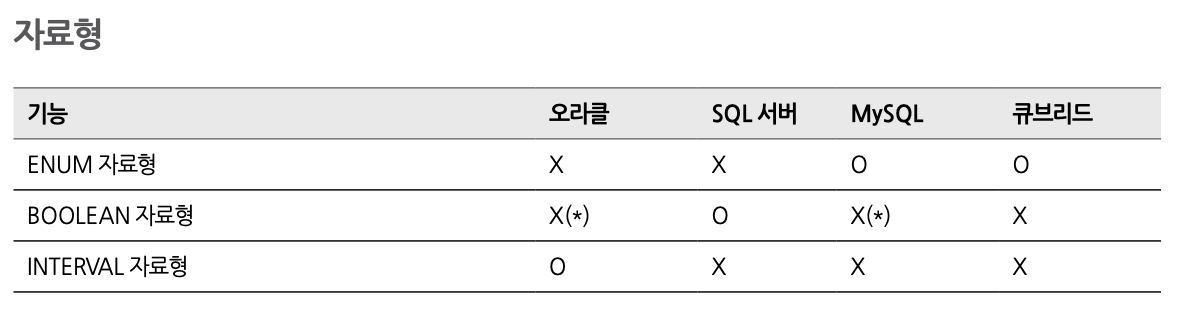 자료형
기능 오라클 SQL 서버 MySQL 큐브리드
ENUM 자료형 X X O O
BOOLEAN 자료형 X(*) O X(*) X
INTERVAL 자료형 O X X X